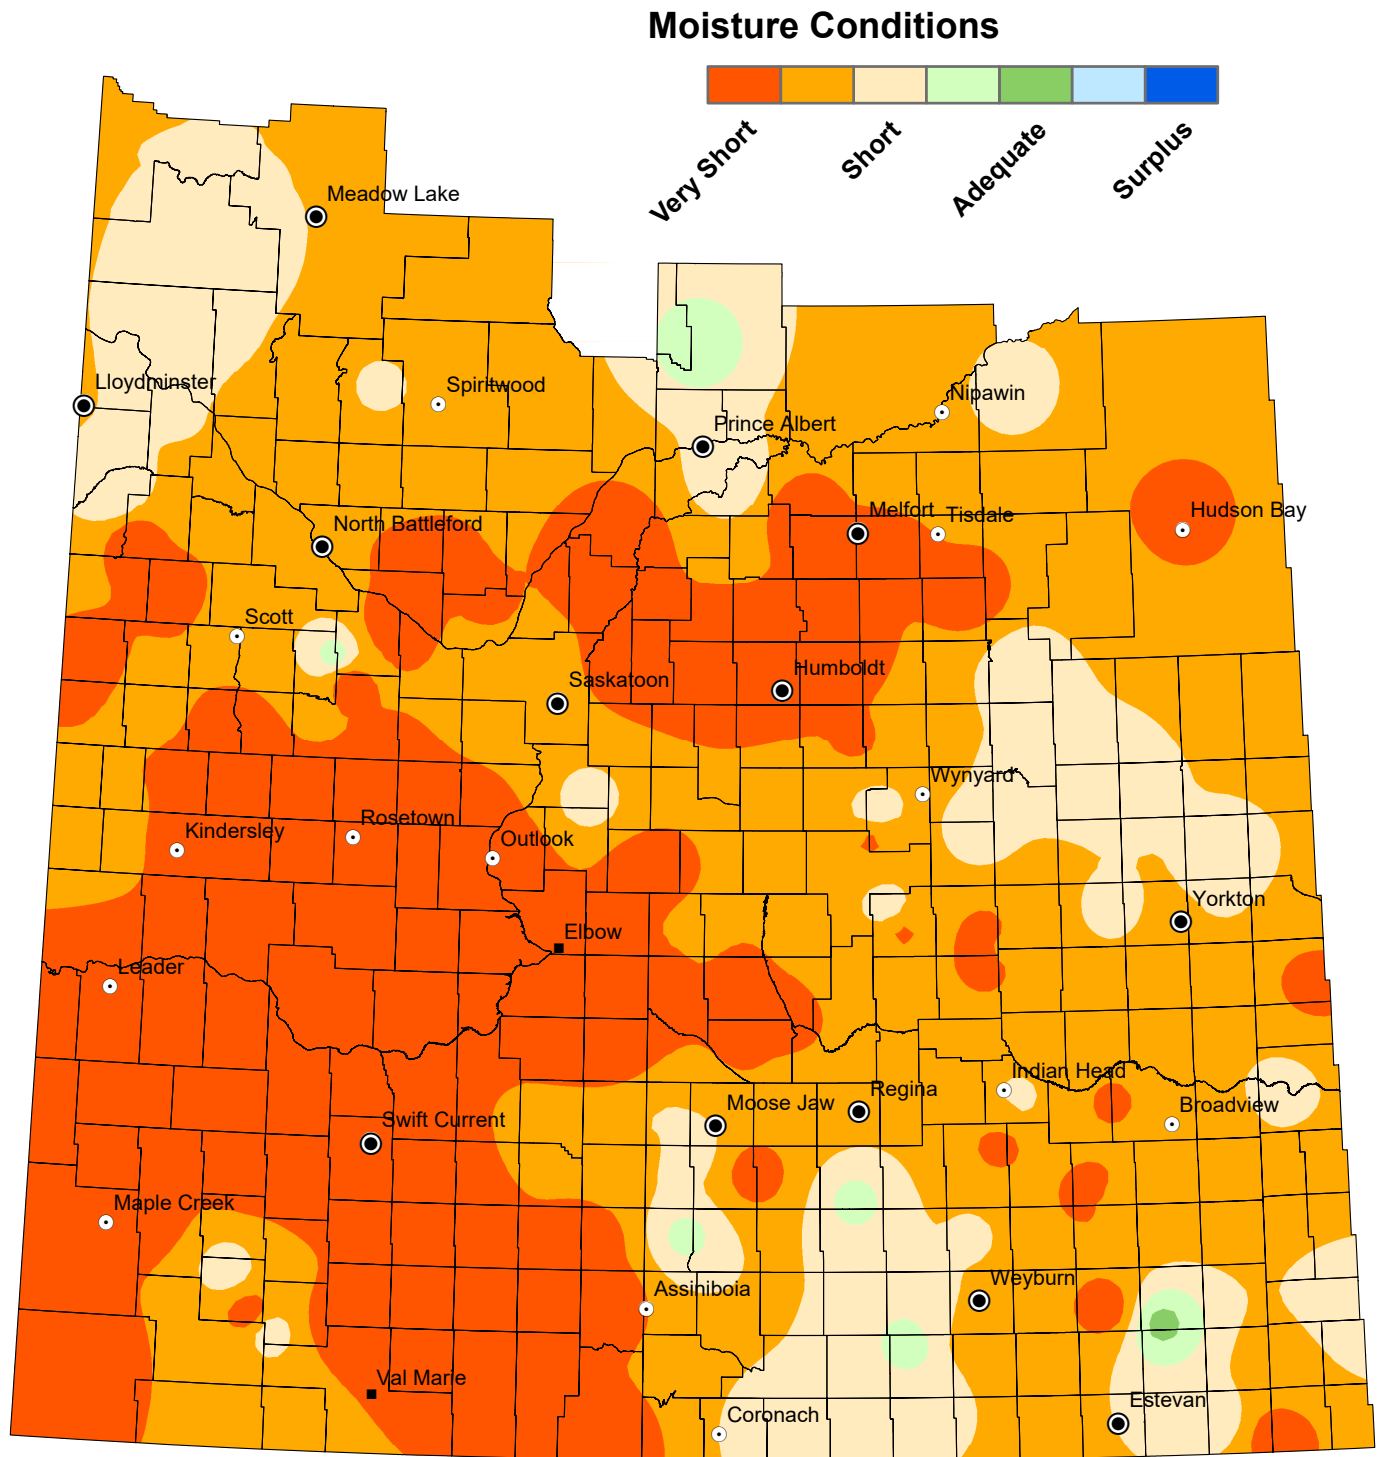 Moisture Conditions
Very Short
Short
Adequate
Surplus
Meadow Lake
Lloydminster
Spiritwood
Nipawin
Prince Albert
North Battleford
Melfort
Tisdale
Hudson Bay
Scott
Saskatoon
Humboldt
Wynyard
Kindersley
Rosetown
Outlook
Yorkton
Elbow
Leader
Indian Head
Regina
Moose Jaw
Broadview
Swift Current
Maple Creek
Assiniboia
Weyburn
Val Marie
Coronach
Estevan